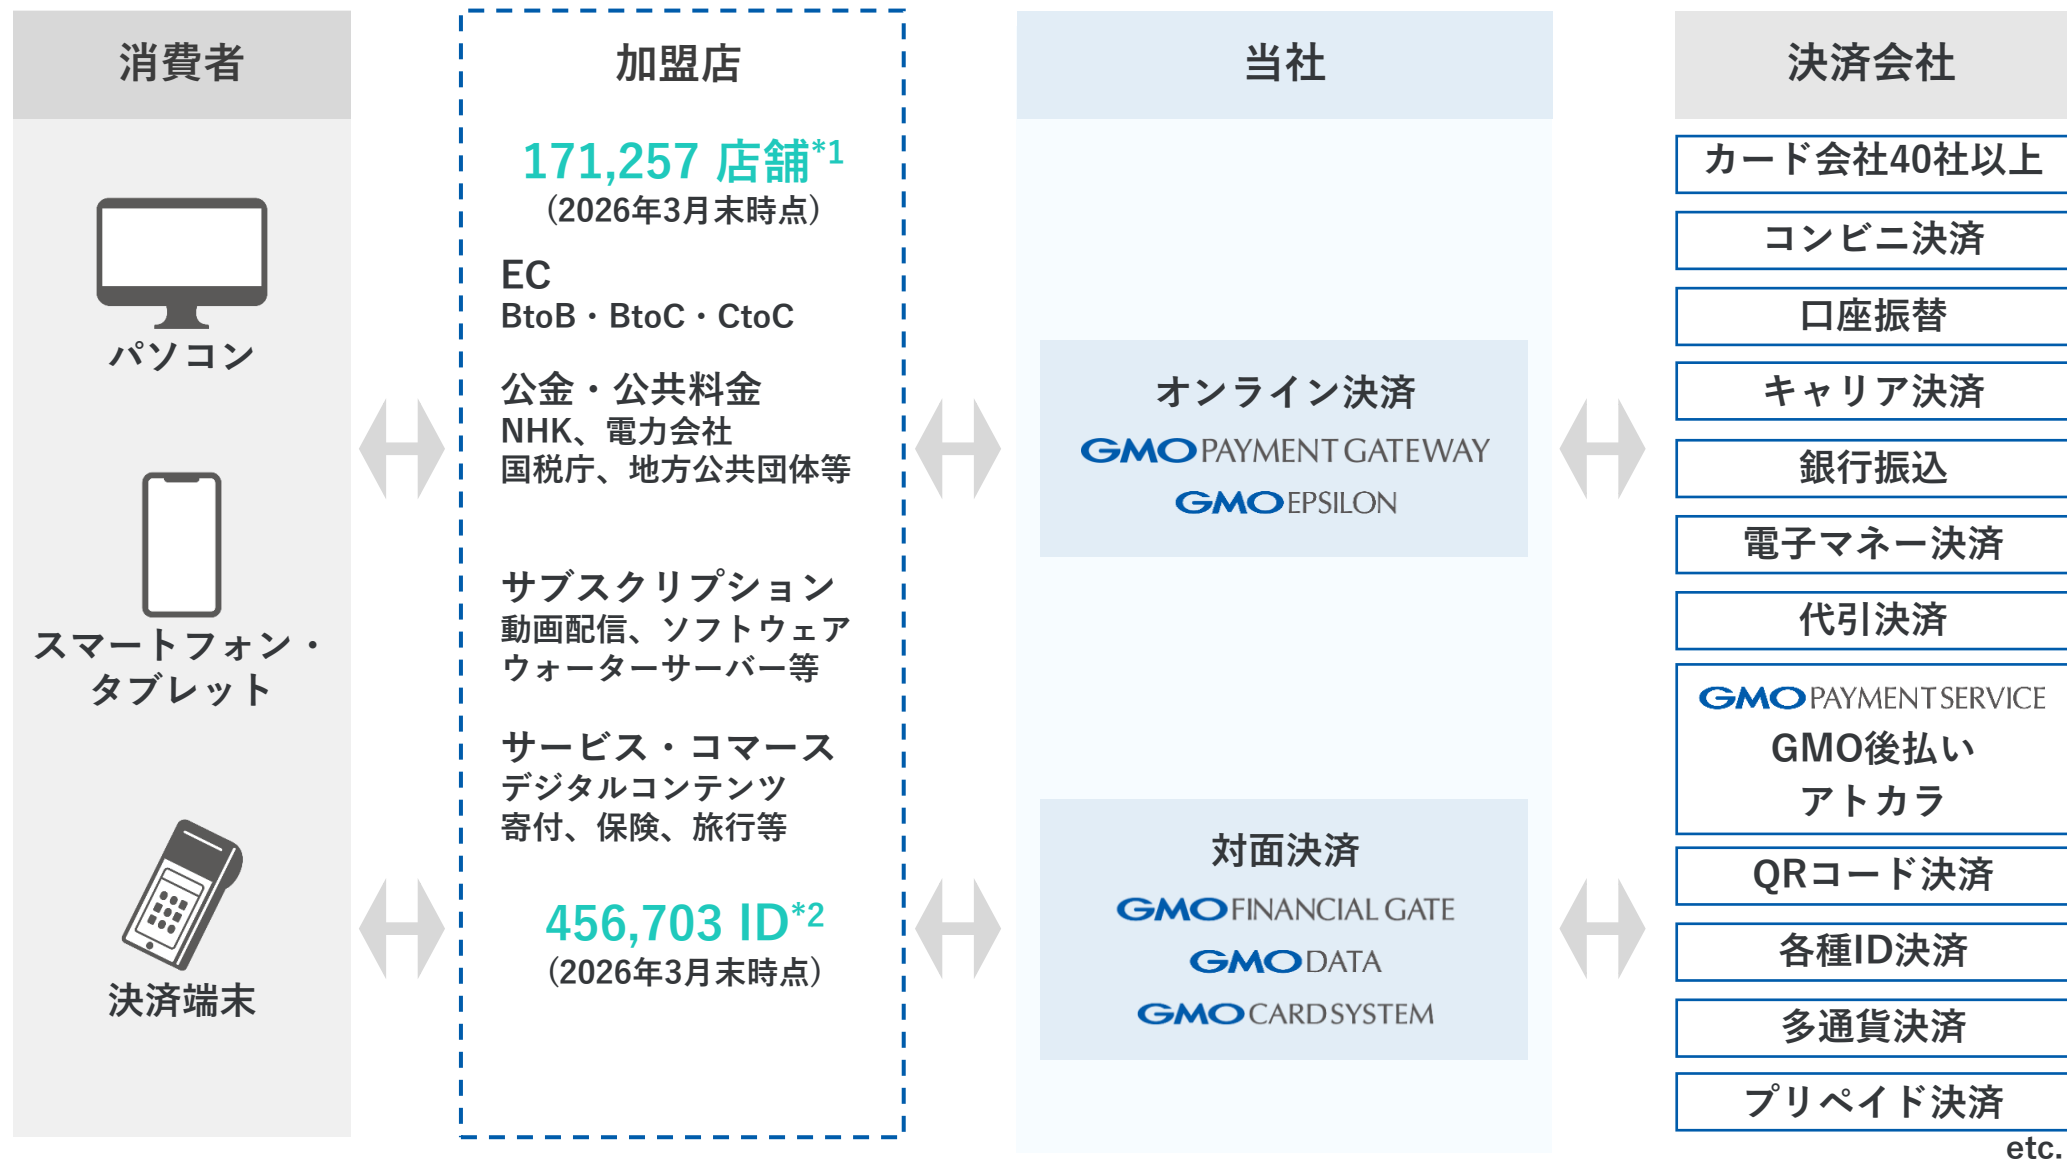 消費者
パソコン
スマートフォン・
タブレット
決済端末
加盟店
171,257 店舗*1
(2026年3月末時点)
EC
BtoB・BtoC・CtoC
公金・公共料金
NHK、電力会社
国税庁、地方公共団体等
サブスクリプション
動画配信、ソフトウェア
ウォーターサーバー等
サービス・コマース
デジタルコンテンツ
寄付、保険、旅行等
456,703 ID*2
(2026年3月末時点)
当社
オンライン決済
GMO PAYMENT GATEWAY
GMO EPSILON
対面決済
GMO FINANCIAL GATE
GMO DATA
GMO CARD SYSTEM
決済会社
カード会社40社以上
コンビニ決済
口座振替
キャリア決済
銀行振込
電子マネー決済
代引決済
GMO PAYMENT SERVICE
GMO後払い
アトカラ
QRコード決済
各種ID決済
多通貨決済
プリペイド決済
etc.